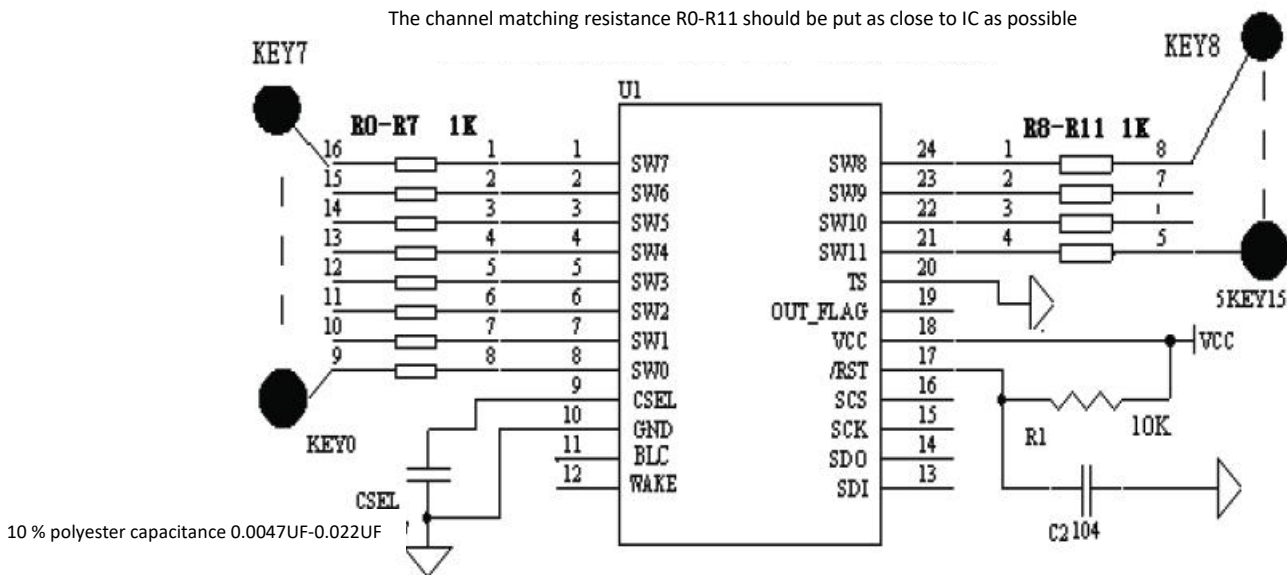 The channel matching resistance R0-R11 should be put as close to IC as possible
KEY7
KEY8
U1
R0-R7 1K
R8-R11 1K
16 1 1 SW7 SW8 24 1 8
15 2 2 SW6 SW9 23 2 7
14 3 3 SW5 SW10 22 3
13 4 4 SW4 SW11 21 4 5
12 5 5 SW3 TS 20
11 6 6 SW2 OUT_FLAG 19
5KEY15
10 7 7 SW1 VCC 18
VCC
9 8 8 SW0 /RST 17
9 CSEL SCS 16
10 GND SCK 15
KEY0
R1
10K
11 BLC SDO 14
12 WAKE SDI 13
CSEL
10 % polyester capacitance 0.0047UF-0.022UF
C2 104